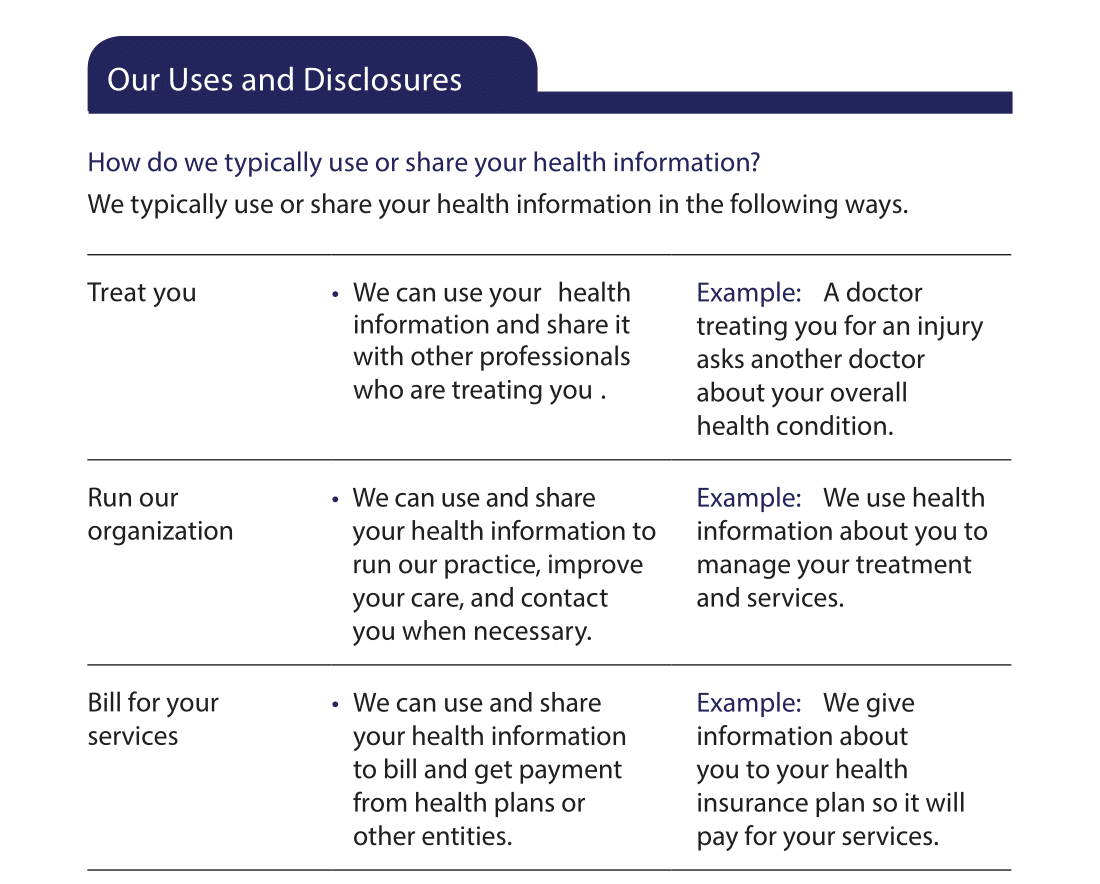 Our Uses and Disclosures
How do we typically use or share your health information?
We typically use or share your health information in the following ways.
Treat you
• We can use your health
information and share it
with other professionals
who are treating you .
Example: A doctor
treating you for an injury
asks another doctor
about your overall
health condition.
Run our
organization
• We can use and share
your health information to
run our practice, improve
your care, and contact
you when necessary.
Example: We use health
information about you to
manage your treatment
and services.
Bill for your
services
• We can use and share
your health information
to bill and get payment
from health plans or
other entities.
Example: We give
information about
you to your health
insurance plan so it will
pay for your services.